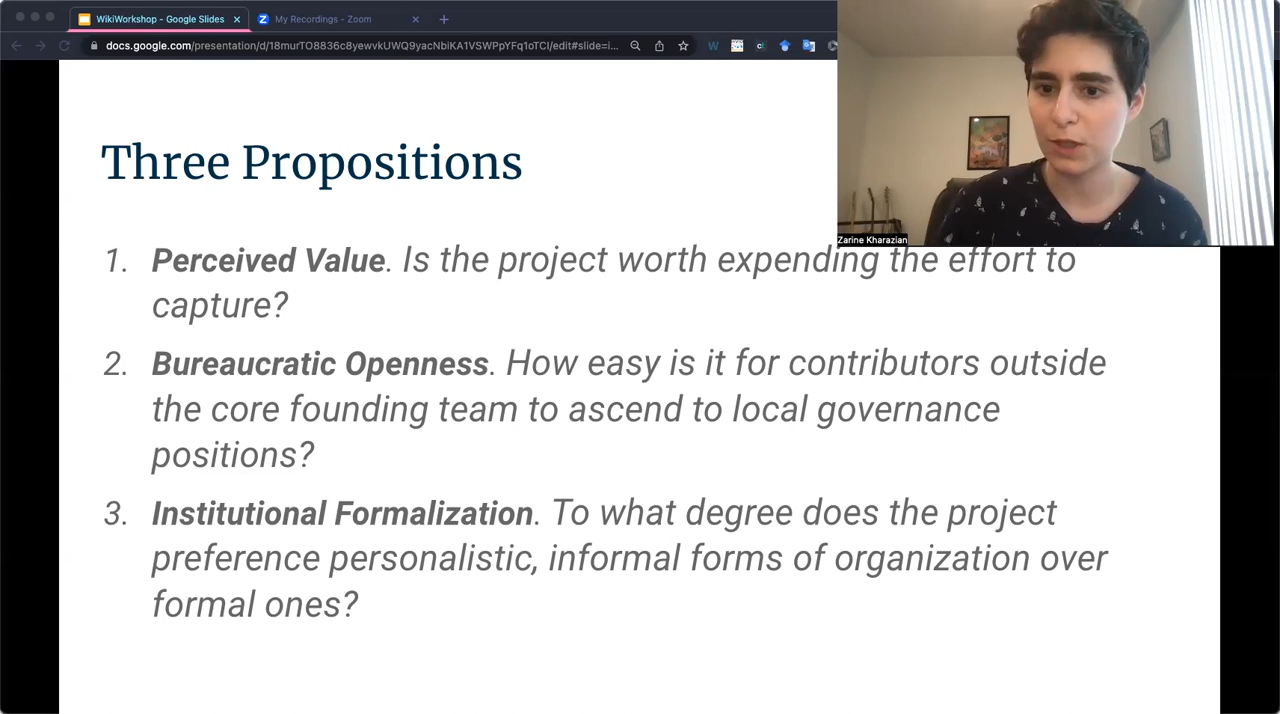 WikiWorkshop - Google Slides
My Recordings - Zoom
docs.google.com/presentation/d/18murTO8836c8yewvkUWQ9yacNbiKA1VSWPpYFq1oTCI/edit#slide=i...
Zarine Kharazian
Three Propositions
1. Perceived Value. Is the project worth expending the effort to
capture?
2. Bureaucratic Openness. How easy is it for contributors outside
the core founding team to ascend to local governance
positions?
3. Institutional Formalization. To what degree does the project
preference personalistic, informal forms of organization over
formal ones?